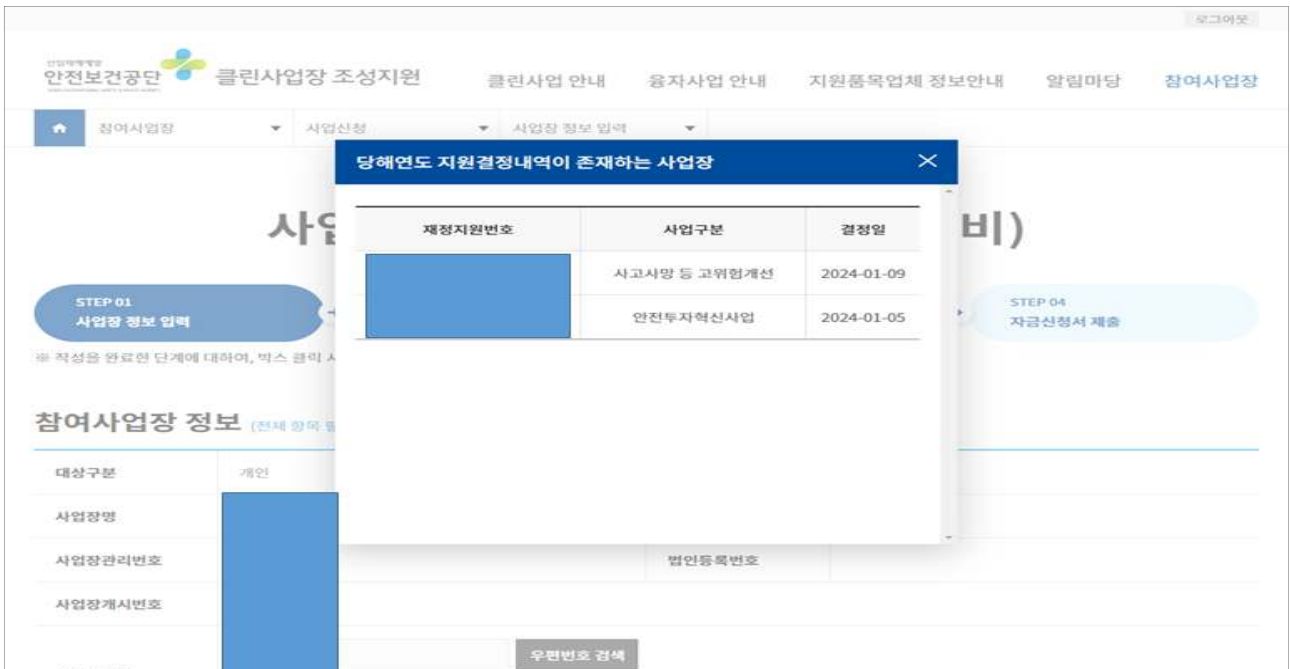 로그아웃
산업재해예방
안전보건공단
클린사업장 조성지원
클린사업 안내
융자사업 안내
지원품목업체 정보안내
알림마당
참여사업장
참여사업장
사업신청
사업장 정보 입력
당해연도 지원결정내역이 존재하는 사업장
재정지원번호 사업구분 결정일
사고사망 등 고위험개선 2024-01-09
안전투자혁신사업 2024-01-05
비)
STEP 01
사업장 정보 입력
STEP 04
자금신청서 제출
※ 작성을 완료한 단계에 대하여, 박스 클릭
참여사업장 정보 (전체 항목
대상구분 개인
사업장명
사업장관리번호 법인등록번호
사업장개시번호
우편번호 검색